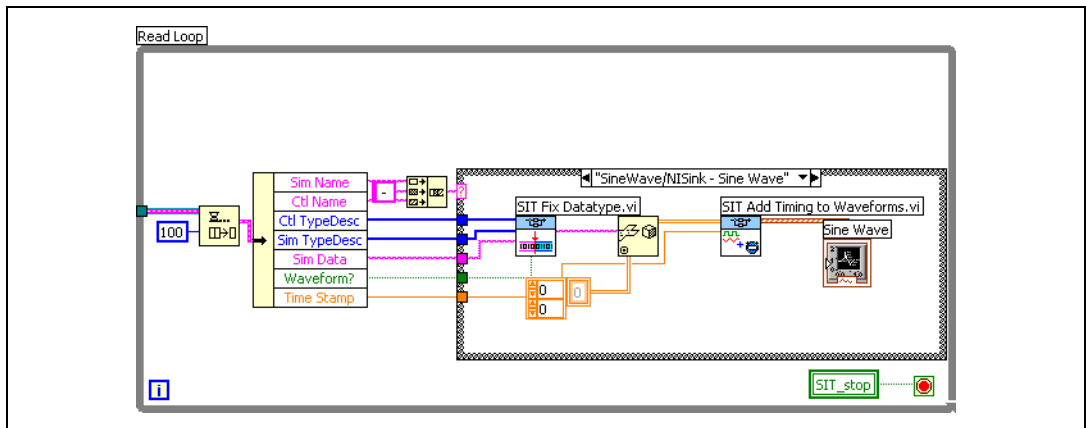 Read Loop
100
Sim Name
Ctl Name
Ctl TypeDesc
Sim TypeDesc
Sim Data
Waveform?
Time Stamp
-
?
"SineWave/NISink - Sine Wave"
SIT Fix Datatype.vi
SIT Add Timing to Waveforms.vi
Sine Wave
0
0
0
i
SIT_stop